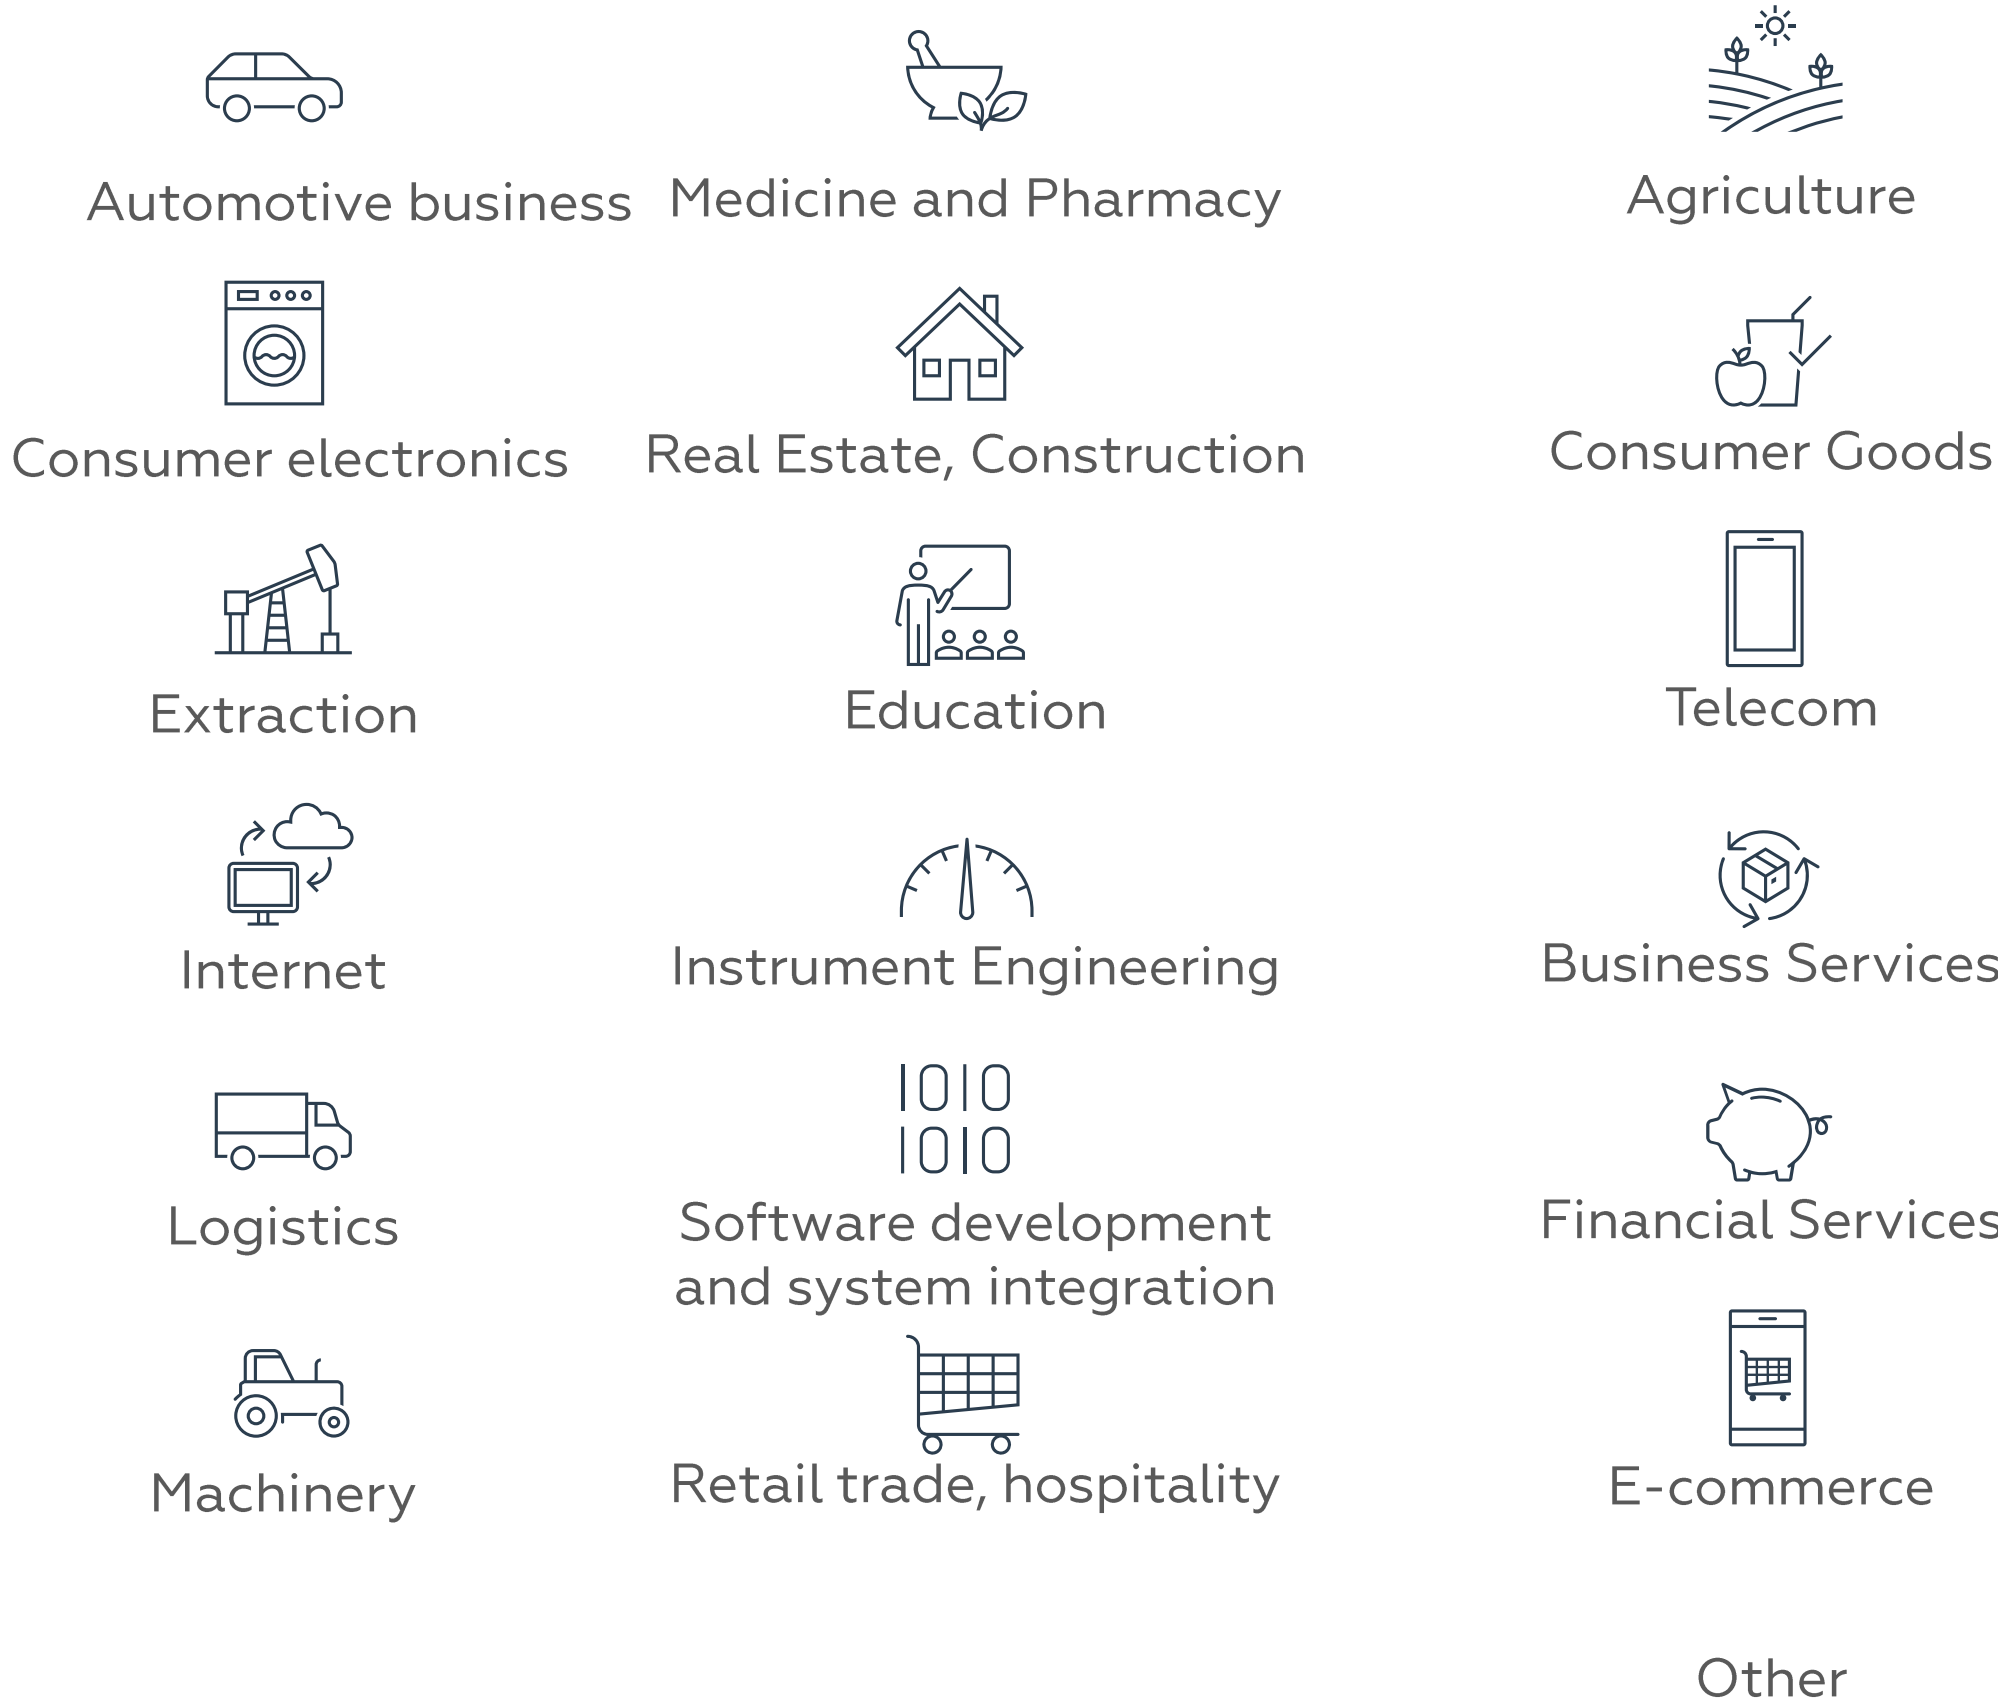 Automotive business
Medicine and Pharmacy
Agriculture
Consumer electronics
Real Estate, Construction
Consumer Goods
Extraction
Education
Telecom
Internet
Instrument Engineering
Business Services
1010
1010
Logistics
Software development
and system integration
Financial Services
Machinery
Retail trade, hospitality
E-commerce
Other